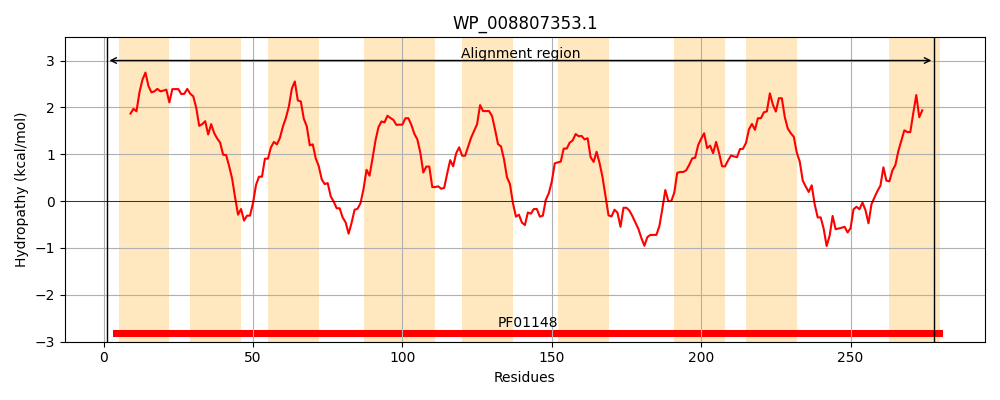 WP_008807353.1
Alignment region
3
2
1
0
−1
−2
−3
Hydropathy (kcal/mol)
PF01148
0 50 100 150 200 250
Residues